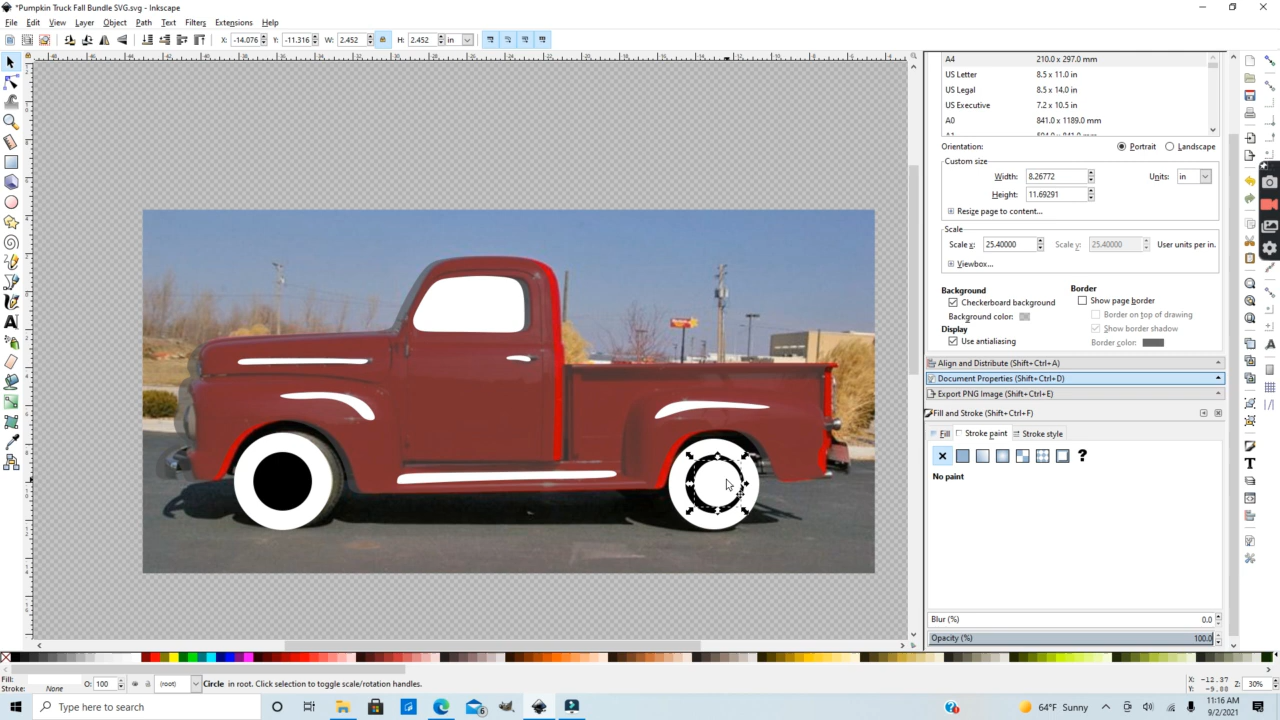 *Pumpkin Truck Fall Bundle SVG.svg - Inkscape
File Edit View Layer Object Path Text Filters Extensions Help
X: -14.076 Y: -11.316 W: 2.452 H: 2.452 in
A4 210.0 x 297.0 mm
US Letter 8.5 x 11.0 in
US Legal 8.5 x 14.0 in
US Executive 7.2 x 10.5 in
A0 841.0 x 1189.0 mm
A1 594.0 x 841.0 mm
Orientation: Portrait Landscape
Custom size
Width: 8.26772 Units: in
Height: 11.69291
Resize page to content...
Scale
Scale x: 25.40000 Scale y: 25.40000 User units per in.
Viewbox...
Background Border
Checkerboard background Show page border
Background color: Border on top of drawing
Display Show border shadow
Use antialiasing Border color:
Align and Distribute (Shift+Ctrl+A)
Document Properties (Shift+Ctrl+D)
Export PNG Image (Shift+Ctrl+E)
Fill and Stroke (Shift+Ctrl+F)
Fill Stroke paint Stroke style
?
No paint
Blur (%) 0.0
Opacity (%) 100.0
Fill: O: 100 (root) Circle in root. Click selection to toggle scale/rotation handles. X: -12.37 Z: 30%
Stroke: None Y: -9.88
Type here to search 64°F Sunny 11:16 AM
9/2/2021